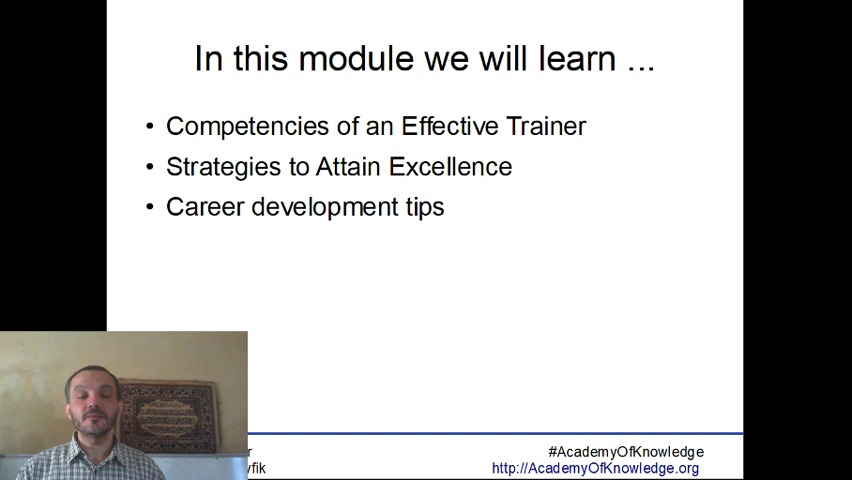 In this module we will learn ...
• Competencies of an Effective Trainer
• Strategies to Attain Excellence
• Career development tips
#AcademyOfKnowledge
http://AcademyOfKnowledge.org